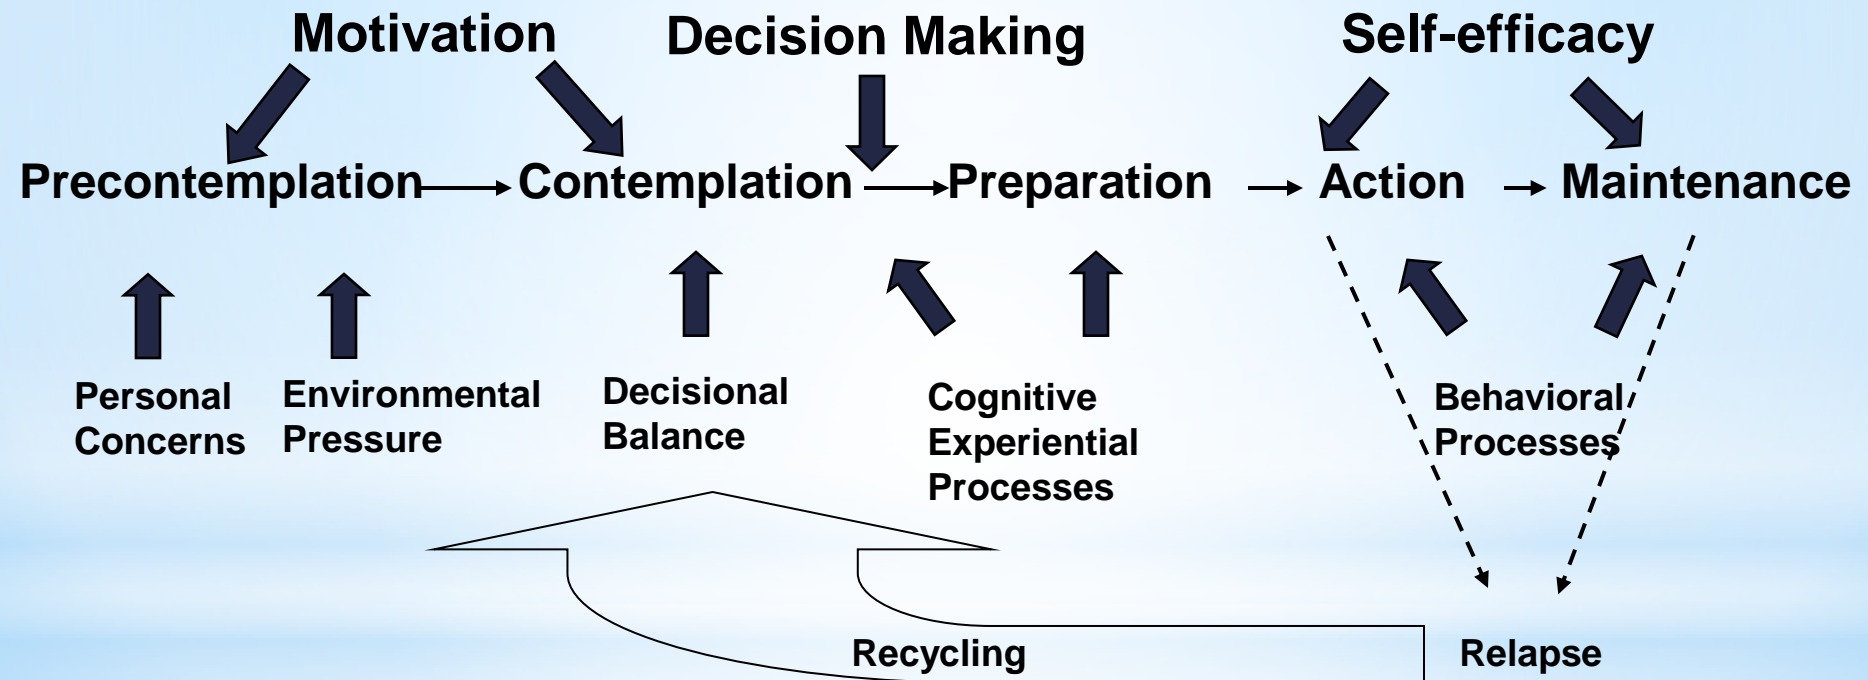 Motivation
Decision Making
Self-efficacy
Precontemplation
Contemplation
Preparation
Action
Maintenance
Personal
Concerns
Environmental
Pressure
Decisional
Balance
Cognitive
Experiential
Processes
Behavioral
Processes
Recycling
Relapse